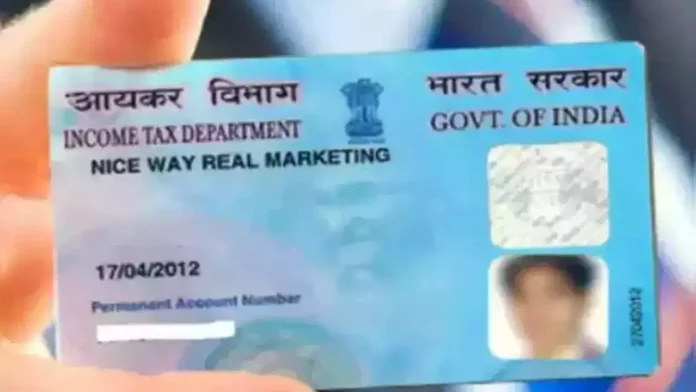 आयकर विभाग
भारत सरकार
INCOME TAX DEPARTMENT
GOVT. OF INDIA
NICE WAY REAL MARKETING
17/04/2012
Permanent Account Number
27042012